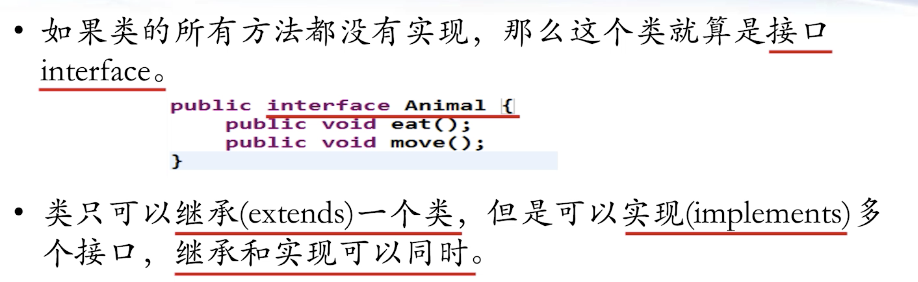 • 如果类的所有方法都没有实现，那么这个类就算是接口
interface。
public interface Animal {
    public void eat();
    public void move();
}
• 类只可以继承(extends)一个类，但是可以实现(implements)多
个接口，继承和实现可以同时。